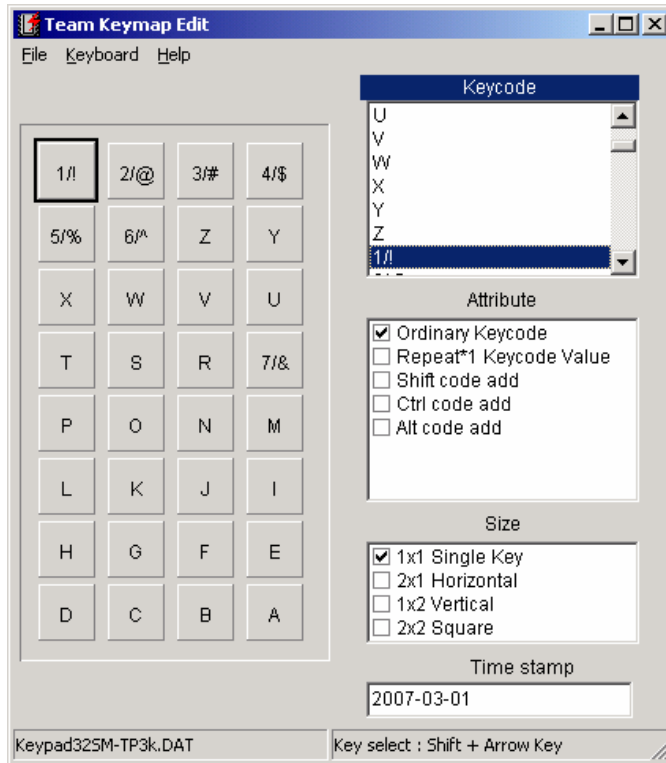 Team Keymap Edit
File Keyboard Help
Keycode
U
V
W
X
Y
Z
1/!
1/! 2/@ 3/# 4/$
5/% 6/^ Z Y
X W V U
T S R 7/&
P O N M
L K J I
H G F E
D C B A
Attribute
Ordinary Keycode
Repeat*1 Keycode Value
Shift code add
Ctrl code add
Alt code add
Size
1x1 Single Key
2x1 Horizontal
1x2 Vertical
2x2 Square
Time stamp
2007-03-01
Keypad32SM-TP3k.DAT
Key select : Shift + Arrow Key